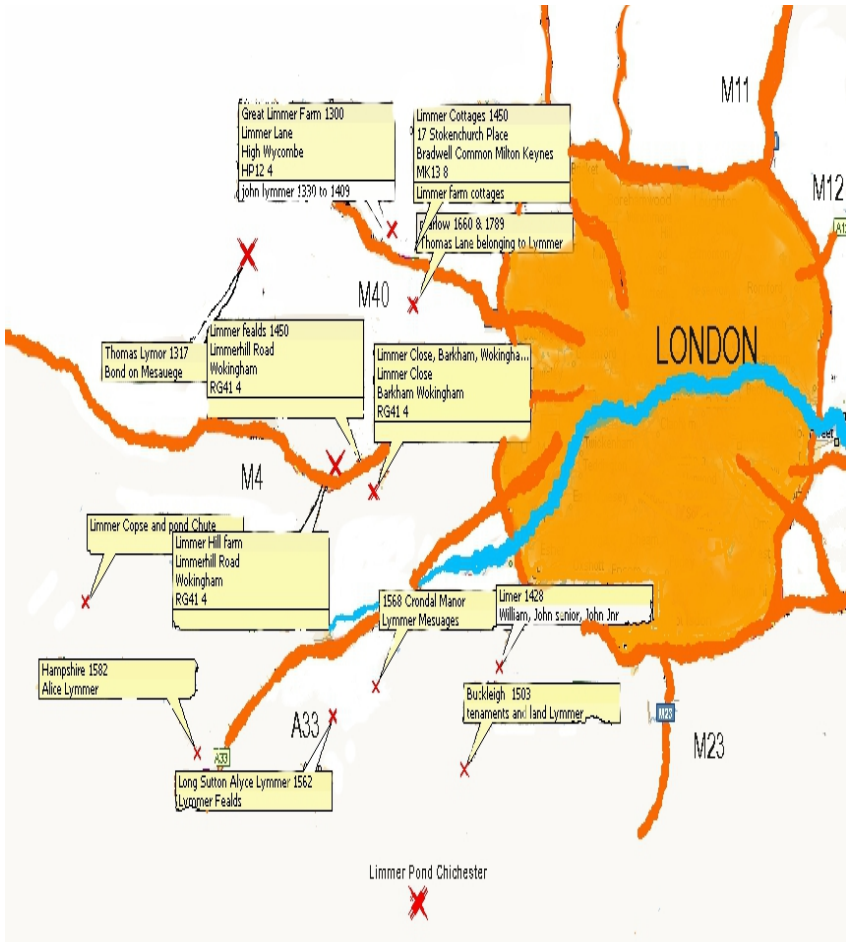 M11
Great Limmer Farm 1300
Limmer Lane
High Wycombe
HP12 4
john lymmer 1330 to 1409
Limmer Cottages 1450
17 Stokenchurch Place
Bradwell Common Milton Keynes
MK13 8
Limmer farm cottages
M12
1660 & 1789
Thomas Lane belonging to Lymmer
M40
Thomas Lymor 1317
Bond on Mesauege
Limmer fealds 1450
Limmerhill Road
Wokingham
RG41 4
Limmer Close, Barkham, Wokingha...
Limmer Close
Barkham Wokingham
RG41 4
LONDON
M4
Limmer Copse and pond Chute
Limmer Hill farm
Limmerhill Road
Wokingham
RG41 4
1568 Crondal Manor
Lymmer Mesuages
Limer 1428
William, John senior, John Jnr
Hampshire 1582
Alice Lymmer
Buckleigh 1503
tenaments and land Lymmer
A33
M23
M23
A33
Long Sutton Alyce Lymmer 1562
Lymmer Fealds
Limmer Pond Chichester